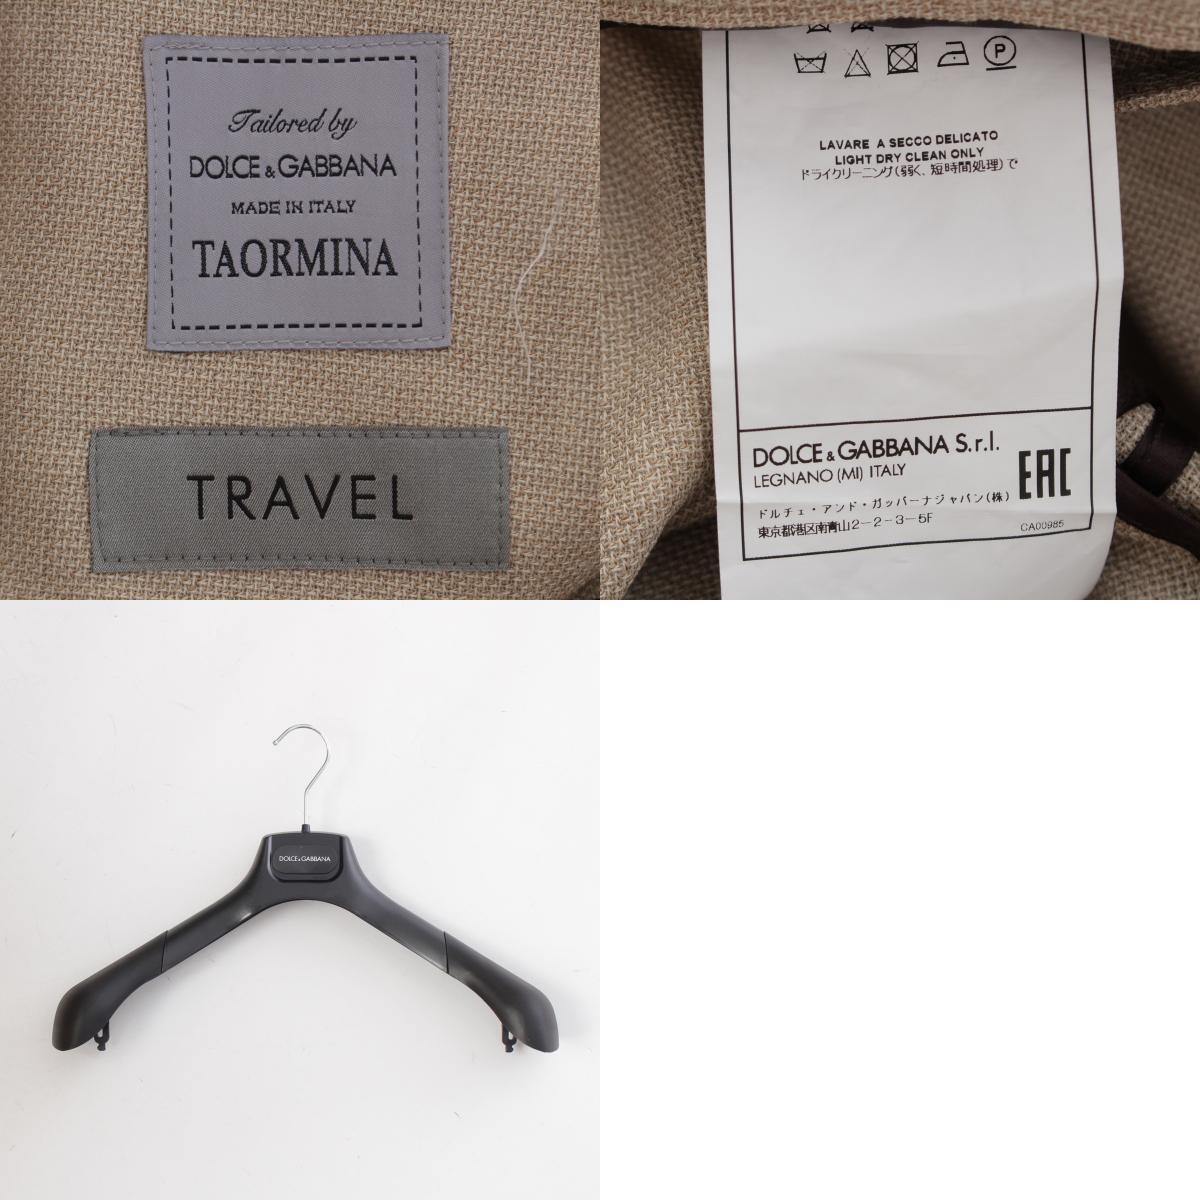 Tailored by
DOLCE & GABBANA
MADE IN ITALY
TAORMINA
TRAVEL
P
LAVARE A SECCO DELICATO
LIGHT DRY CLEAN ONLY
ドライクリーニング(弱く、短時間処理)で
DOLCE & GABBANA S.r.l.
LEGNANO (MI) ITALY
EAC
ドルチェ・アンド・ガッバーナジャパン(株)
東京都港区南青山2-2-3-5F
CA00985
DOLCE & GABBANA